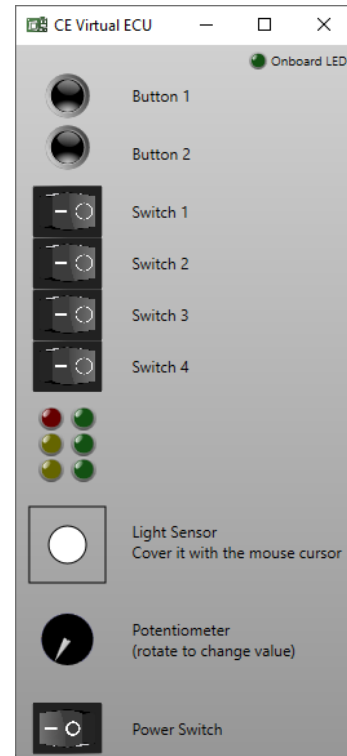 CE Virtual ECU
Onboard LED
Button 1
Button 2
Switch 1
Switch 2
Switch 3
Switch 4
Light Sensor
Cover it with the mouse cursor
Potentiometer
(rotate to change value)
Power Switch